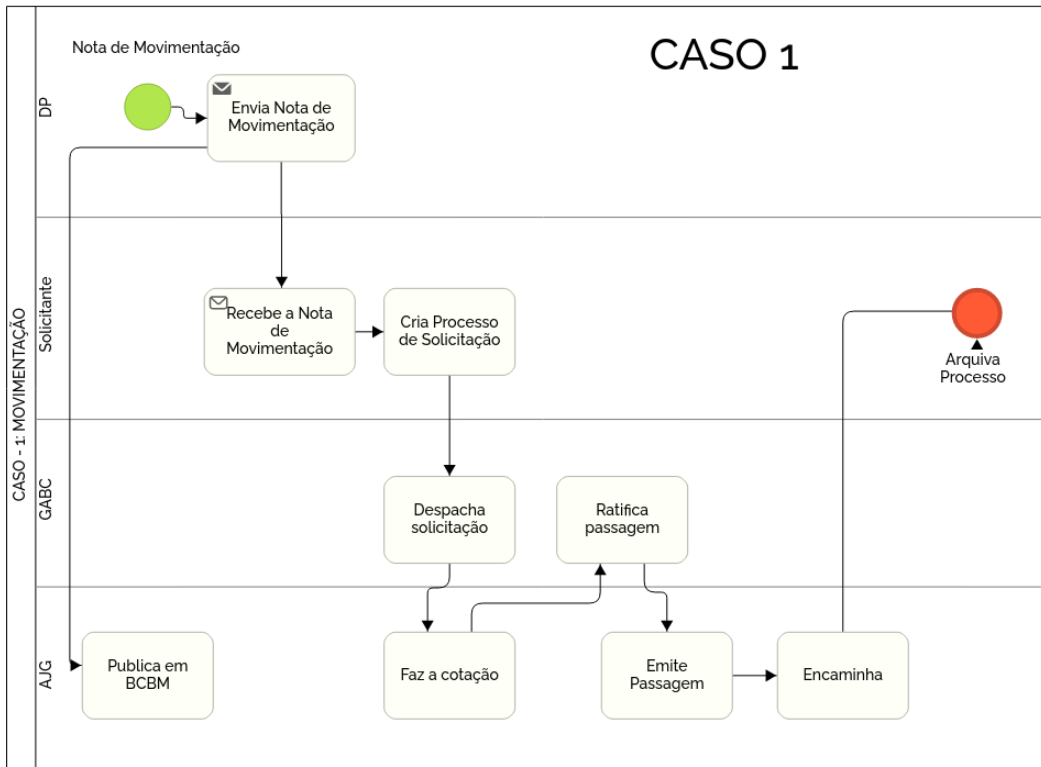 CASO 1
Nota de Movimentação
CASO - 1: MOVIMENTAÇÃO
DP
Envia Nota de
Movimentação
Solicitante
Recebe a Nota
de
Movimentação
Cria Processo
de Solicitação
Arquiva
Processo
GABC
Despacha
solicitação
Ratifica
passagem
AJG
Publica em
BCBM
Faz a cotação
Emite
Passagem
Encaminha